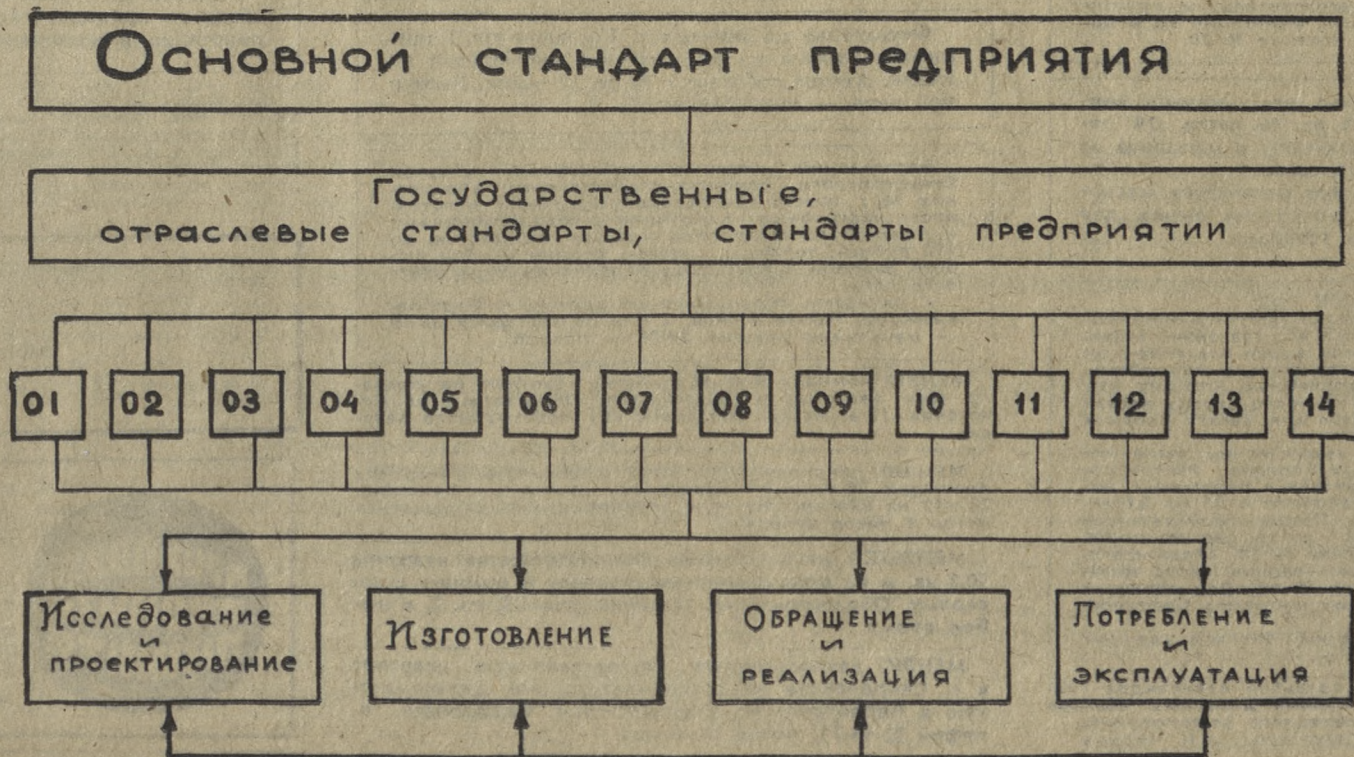 Основной стандарт предприятия
Государственные,
отраслевые стандарты, стандарты предприятии
01 02 03 04 05 06 07 08 09 10 11 12 13 14
Исследование
и
проектирование
Изготовление
Обращение
и
реализация
Потребление
и
эксплуатация